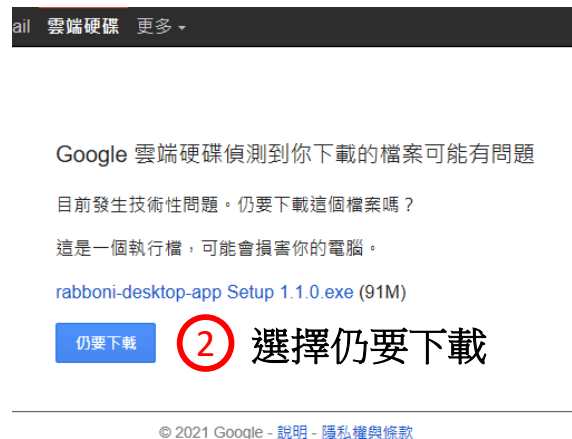 ail 雲端硬碟 更多
Google 雲端硬碟偵測到你下載的檔案可能有問題
目前發生技術性問題。仍要下載這個檔案嗎？
這是一個執行檔，可能會損害你的電腦。
rabboni-desktop-app Setup 1.1.0.exe (91M)
仍要下載 2 選擇仍要下載
© 2021 Google - 說明 - 隱私權與條款